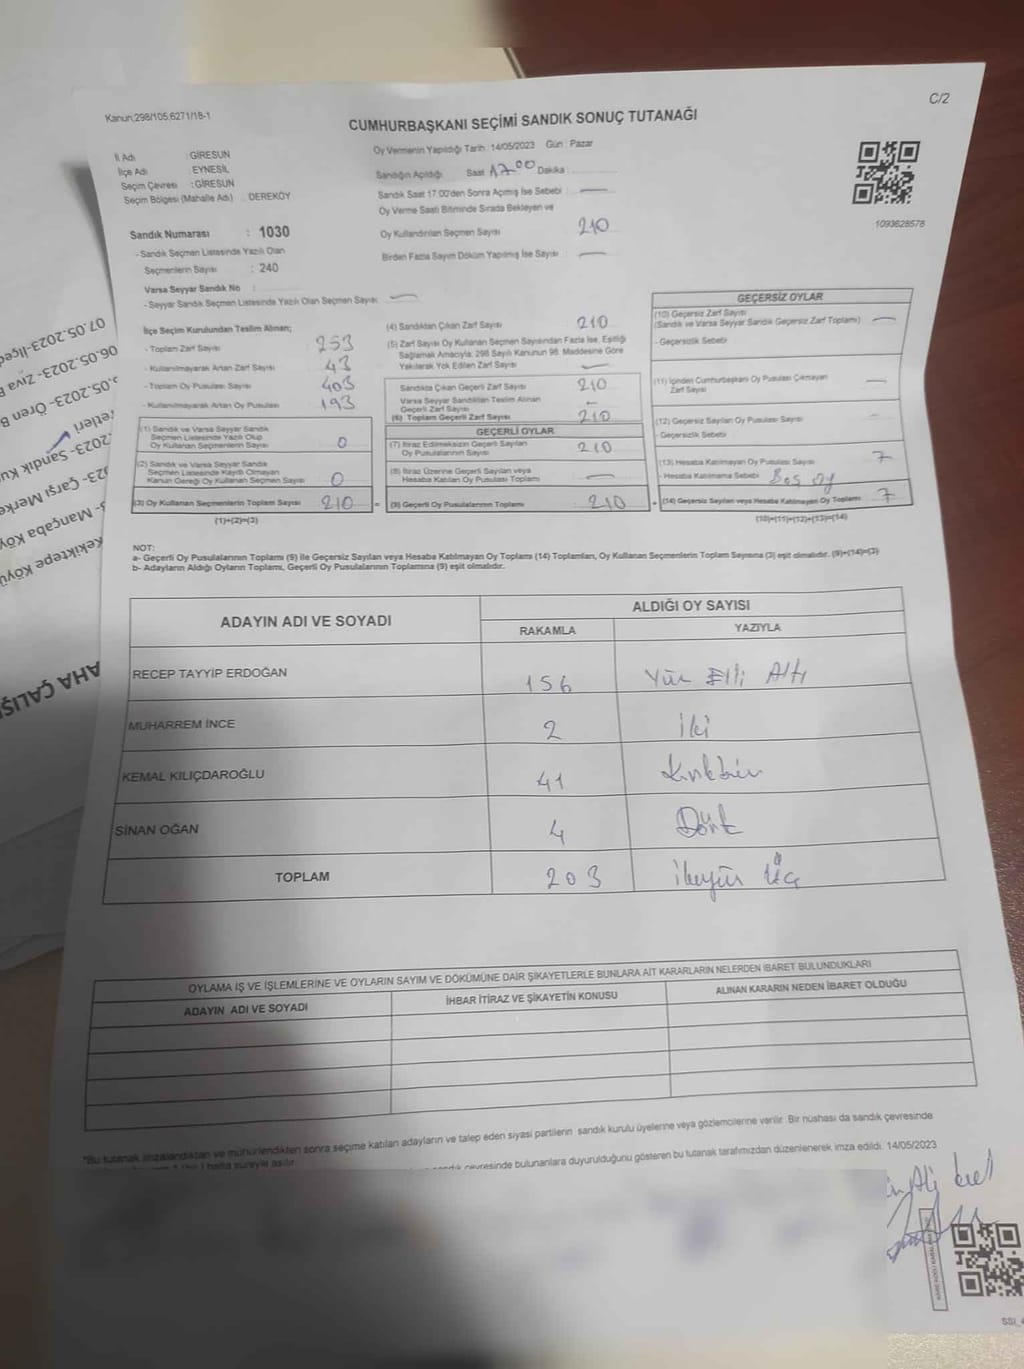 C/2
Kanun;298/105;6271/18-1
CUMHURBAŞKANI SEÇİMİ SANDIK SONUÇ TUTANAĞI
İl Adı : GİRESUN
İlçe Adı : EYNESİL
Seçim Çevresi : GİRESUN
Seçim Bölgesi (Mahalle Adı) : DEREKÖY
Sandık Numarası : 1030
- Sandık Seçmen Listesinde Yazılı Olan
Seçmenlerin Sayısı : 240
Varsa Seyyar Sandık No :
- Seyyar Sandık Seçmen Listesinde Yazılı Olan Seçmen Sayısı : —
Oy Vermenin Yapıldığı Tarih : 14/05/2023 Gün : Pazar
Sandığın Açıldığı Saat 17.00 Dakika :
Sandık Saat 17.00'den Sonra Açımış İse Sebebi : —
Oy Verme Saati Bitiminde Sırada Bekleyen ve
Oy Kullandırılan Seçmen Sayısı 210
Birden Fazla Sayım Döküm Yapılmış İse Sayısı : —
1093628578
İlçe Seçim Kurulundan Teslim Alınan;
- Toplam Zarf Sayısı 253
- Kullanılmayarak Artan Zarf Sayısı 43
- Toplam Oy Pusulası Sayısı 403
- Kullanılmayarak Artan Oy Pusulası 193
(1) Sandık ve Varsa Seyyar Sandık
Seçmen Listesinde Yazılı Olup
Oy Kullanan Seçmenlerin Sayısı 0
(2) Sandık ve Varsa Seyyar Sandık
Seçmen Listesinde Kayıtlı Olmayan
Kanun Gereği Oy Kullanan Seçmen Sayısı 0
(3) Oy Kullanan Seçmenlerin Toplam Sayısı 210
(1)+(2)=(3)
(4) Sandıktan Çıkan Zarf Sayısı 210
(5) Zarf Sayısı Oy Kullanan Seçmen Sayısından Fazla İse, Eşitliği
Sağlamak Amacıyla; 298 Sayılı Kanunun 98. Maddesine Göre
Yakılarak Yok Edilen Zarf Sayısı —
Sandıkta Çıkan Geçerli Zarf Sayısı 210
Varsa Seyyar Sandıktan Teslim Alınan
Geçerli Zarf Sayısı —
(6) Toplam Geçerli Zarf Sayısı 210
GEÇERLİ OYLAR
(7) İtiraz Edilmeksizin Geçerli Sayılan
Oy Pusulalarının Sayısı 210
(8) İtiraz Üzerine Geçerli Sayılan veya
Hesaba Katılan Oy Pusulası Toplamı —
(9) Geçerli Oy Pusulalarının Toplamı 210
GEÇERSİZ OYLAR
(10) Geçersiz Zarf Sayısı
(Sandık ve Varsa Seyyar Sandık Geçersiz Zarf Toplamı) —
- Geçersizlik Sebebi
(11) İçinden Cumhurbaşkanı Oy Pusulası Çıkmayan
Zarf Sayısı —
(12) Geçersiz Sayılan Oy Pusulası Sayısı —
- Geçersizlik Sebebi
(13) Hesaba Katılmayan Oy Pusulası Sayısı 7
- Hesaba Katılmama Sebebi Boş oy
(14) Geçersiz Sayılan veya Hesaba Katılmayan Oy Toplamı 7
(10)+(11)+(12)+(13)=(14)
NOT:
a- Geçerli Oy Pusulalarının Toplamı (9) ile Geçersiz Sayılan veya Hesaba Katılmayan Oy Toplamı (14) Toplamları, Oy Kullanan Seçmenlerin Toplam Sayısına (3) eşit olmalıdır. (9)+(14)=(3)
b- Adayların Aldığı Oyların Toplamı, Geçerli Oy Pusulalarının Toplamına (9) eşit olmalıdır.
ADAYIN ADI VE SOYADI ALDIĞI OY SAYISI
RAKAMLA YAZIYLA
RECEP TAYYİP ERDOĞAN 156 Yüz Elli Altı
MUHARREM İNCE 2 iki
KEMAL KILIÇDAROĞLU 41 Kırkbir
SİNAN OĞAN 4 Dört
TOPLAM 203 ikiyüz Üç
OYLAMA İŞ VE İŞLEMLERİNE VE OYLARIN SAYIM VE DÖKÜMÜNE DAİR ŞİKAYETLERLE BUNLARA AİT KARARLARIN NELERDEN İBARET BULUNDUKLARI
ADAYIN ADI VE SOYADI İHBAR İTİRAZ VE ŞİKAYETİN KONUSU ALINAN KARARIN NEDEN İBARET OLDUĞU
"Bu tutanak imzalandıktan ve mühürlendikten sonra seçime katılan adayların ve talep eden siyasi partilerin sandık kurulu üyelerine veya gözlemcilerine verilir. Bir nüshası da sandık çevresinde
hafta süreyle asılır.
sandık çevresinde bulunanlara duyurulduğunu gösteren bu tutanak tarafımızdan düzenlenerek imza edildi. 14/05/2023
07.05.2023-İlçed
06.05.2023- Ziva
.05.2023- Ören B
.2023- Sandık Ku
23- Çarşı Merke
- Mançaba Köy
Kekiktepe Köyü
AHA ÇALIŞI